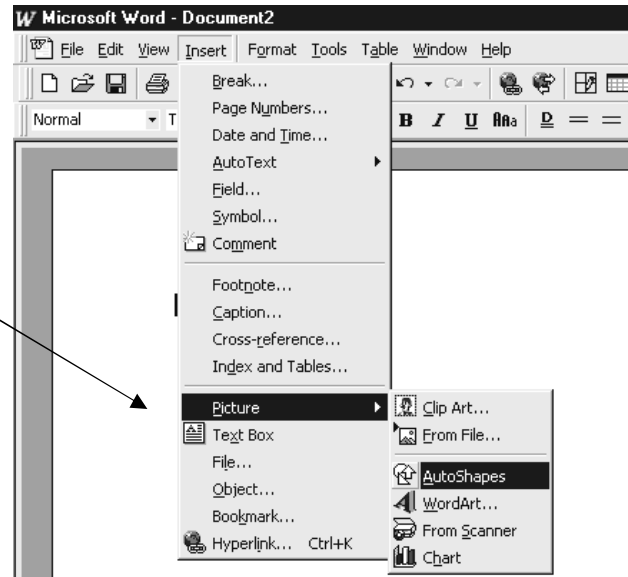 W Microsoft Word - Document2
File Edit View Insert Format Tools Table Window Help
Normal T B I U ABa D
Break...
Page Numbers...
Date and Time...
AutoText
Field...
Symbol...
Comment
Footnote...
Caption...
Cross-reference...
Index and Tables...
Picture
Text Box
File...
Object...
Bookmark...
Hyperlink... Ctrl+K
Clip Art...
From File...
AutoShapes
WordArt...
From Scanner
Chart